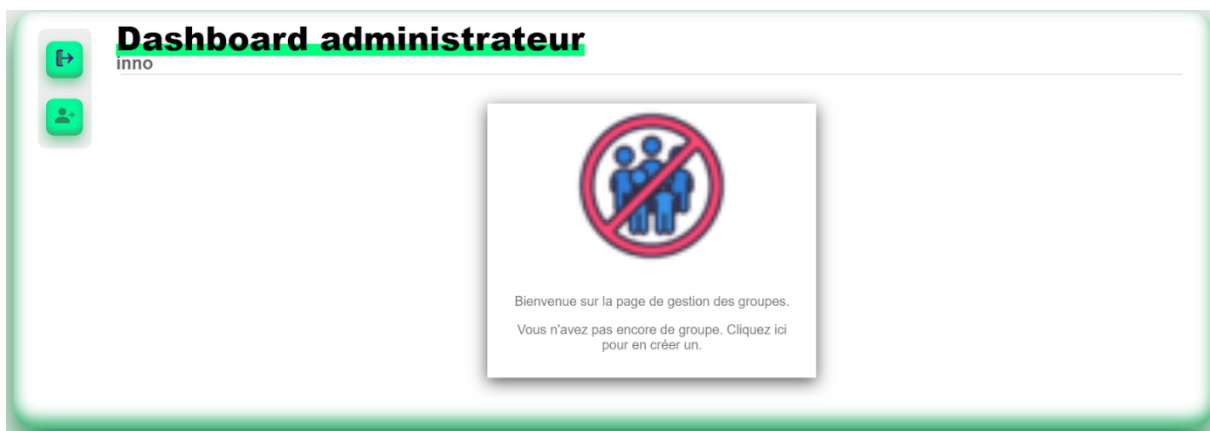 Dashboard administrateur
inno
Bienvenue sur la page de gestion des groupes.
Vous n'avez pas encore de groupe. Cliquez ici
pour en créer un.